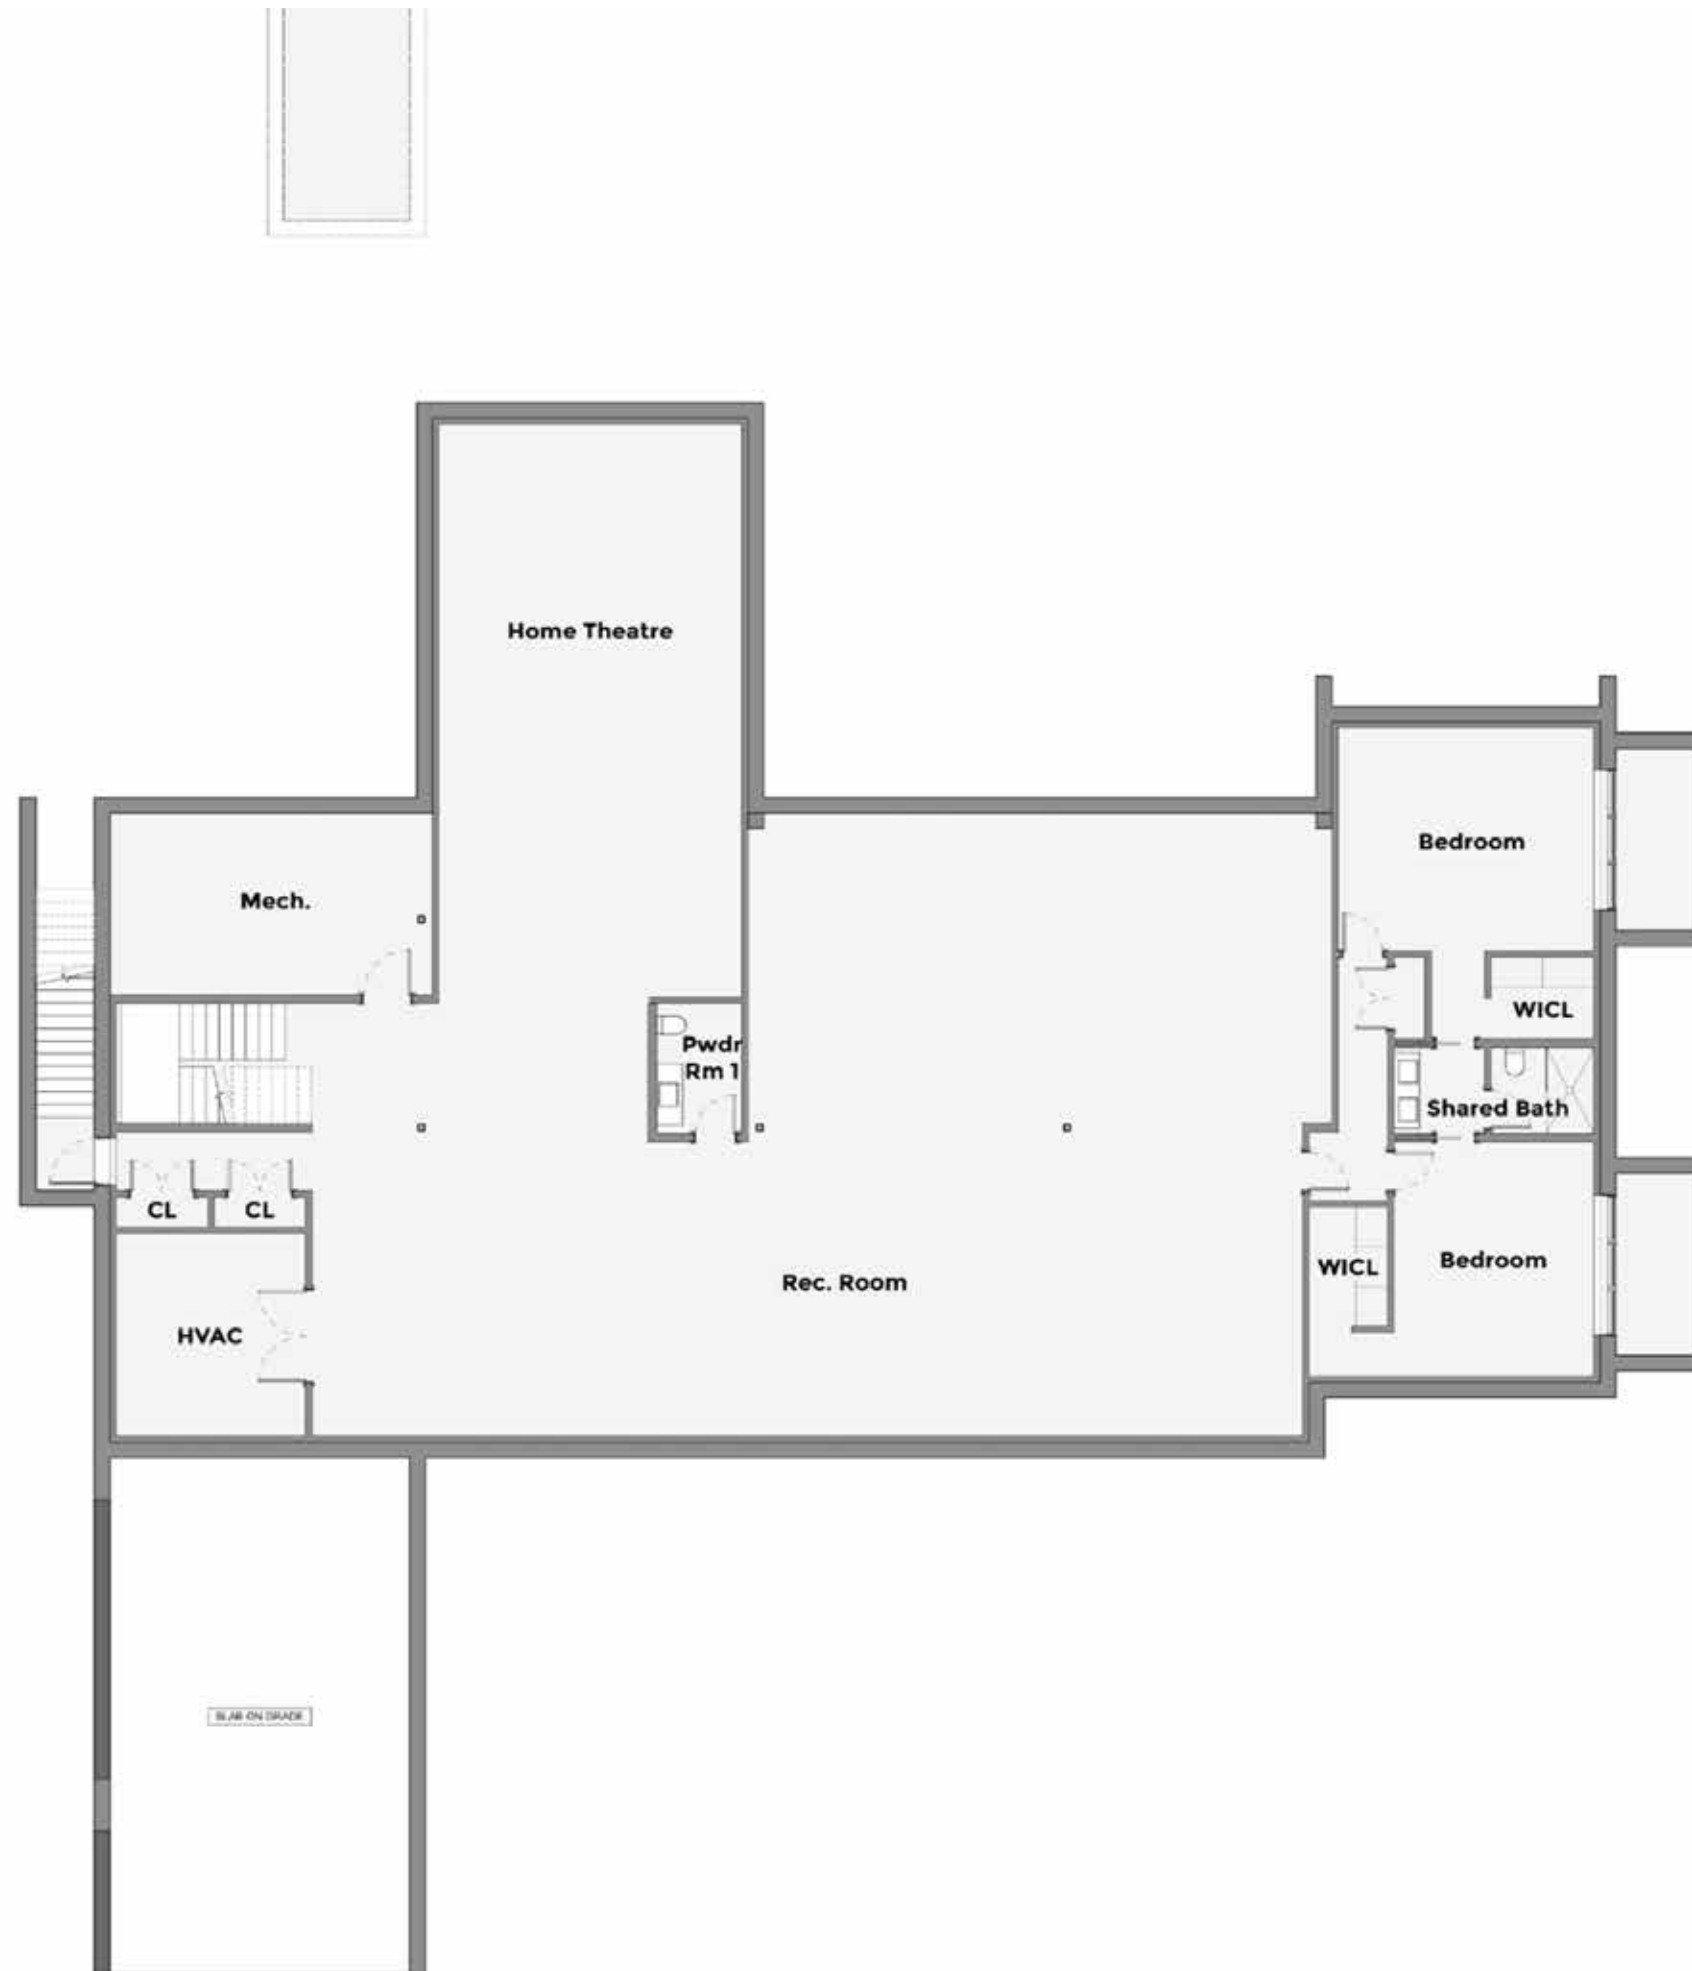 Home Theatre
Bedroom
Mech.
WICL
Pwdr
Rm 1
Shared Bath
CL
CL
WICL
Bedroom
Rec. Room
HVAC
SLAB ON GRADE